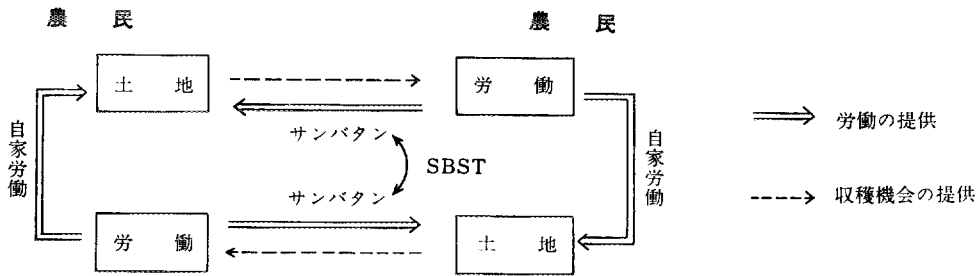 農 民
農 民
土 地
労 働
サンバタン
SBST
サンバタン
自家労働
自家労働
労 働
土 地
労働の提供
収穫機会の提供